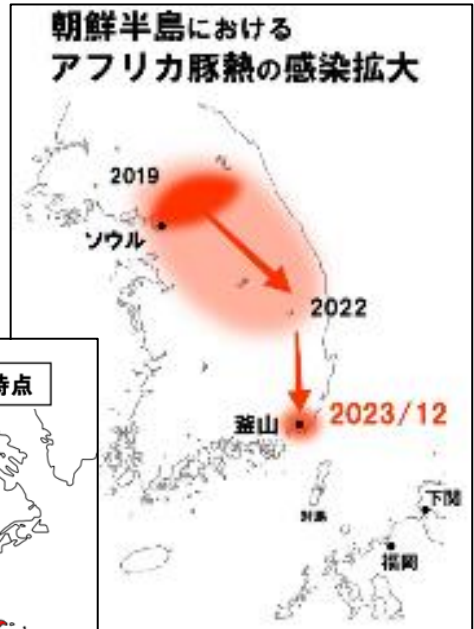 朝鮮半島における
アフリカ豚熱の感染拡大
2019
ソウル
2022
時点
釜山
2023/12
対馬
下関
福岡